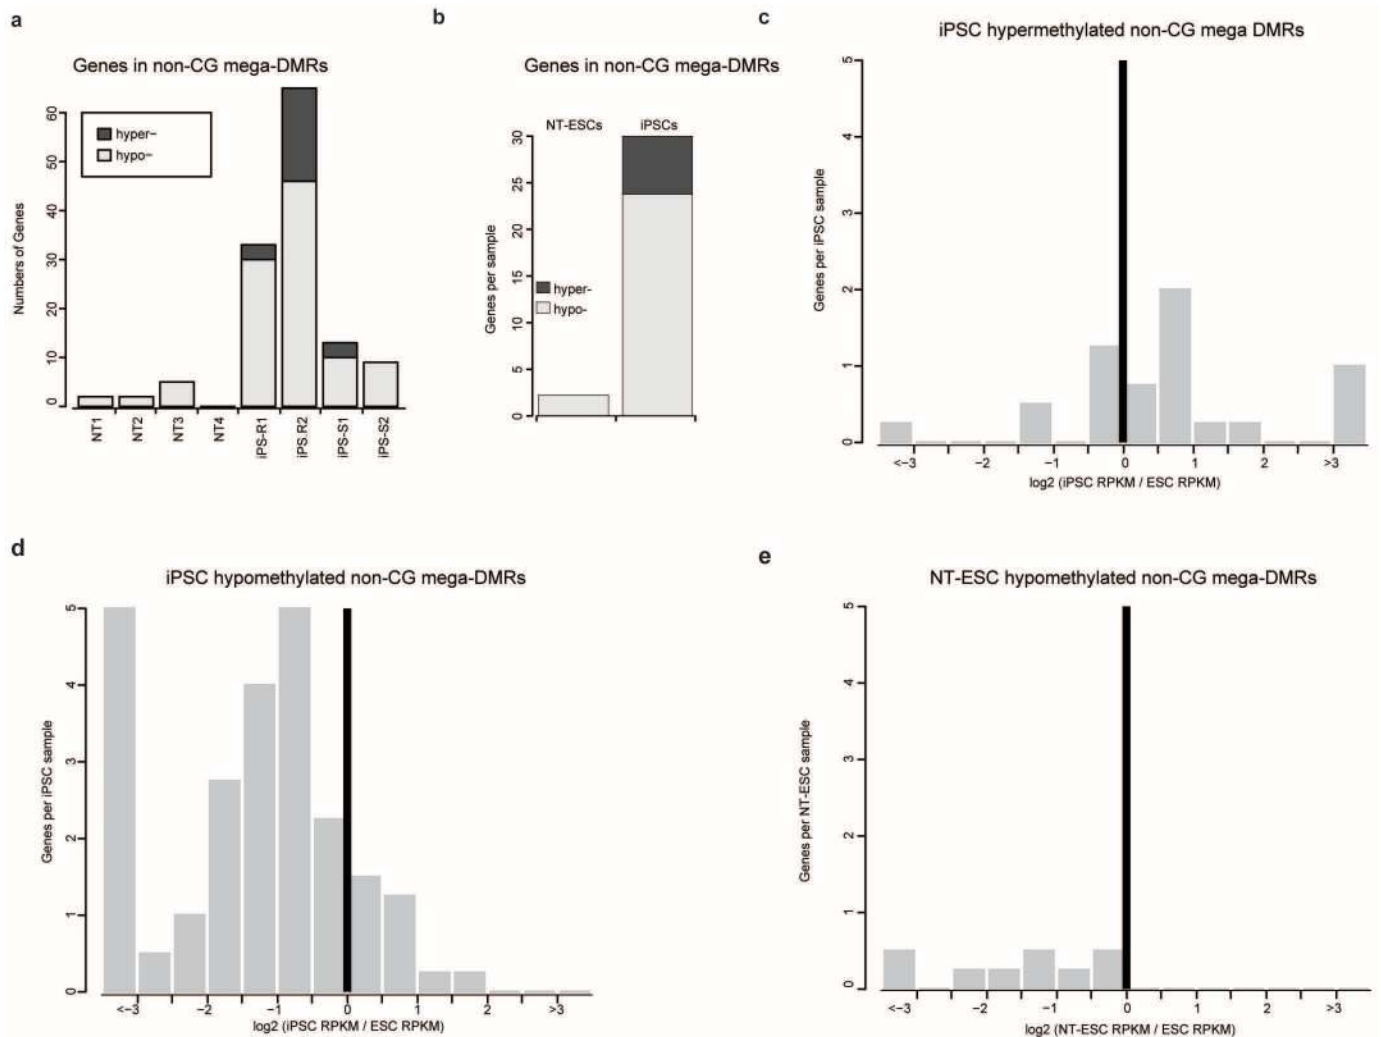 a
Genes in non-CG mega-DMRs
hyper-
hypo-
Numbers of Genes
0 10 20 30 40 50 60
NT1 NT2 NT3 NT4 iPS-R1 iPS.R2 iPS-S1 iPS-S2
b
Genes in non-CG mega-DMRs
NT-ESCs iPSCs
hyper-
hypo-
Genes per sample
0 5 10 15 20 25 30
c
iPSC hypermethylated non-CG mega DMRs
Genes per iPSC sample
0 1 2 3 4 5
<-3 -2 -1 0 1 2 >3
log2 (iPSC RPKM / ESC RPKM)
d
iPSC hypomethylated non-CG mega-DMRs
Genes per iPSC sample
0 1 2 3 4 5
<-3 -2 -1 0 1 2 >3
log2 (iPSC RPKM / ESC RPKM)
e
NT-ESC hypomethylated non-CG mega-DMRs
Genes per NT-ESC sample
0 1 2 3 4 5
<-3 -2 -1 0 1 2 >3
log2 (NT-ESC RPKM / ESC RPKM)